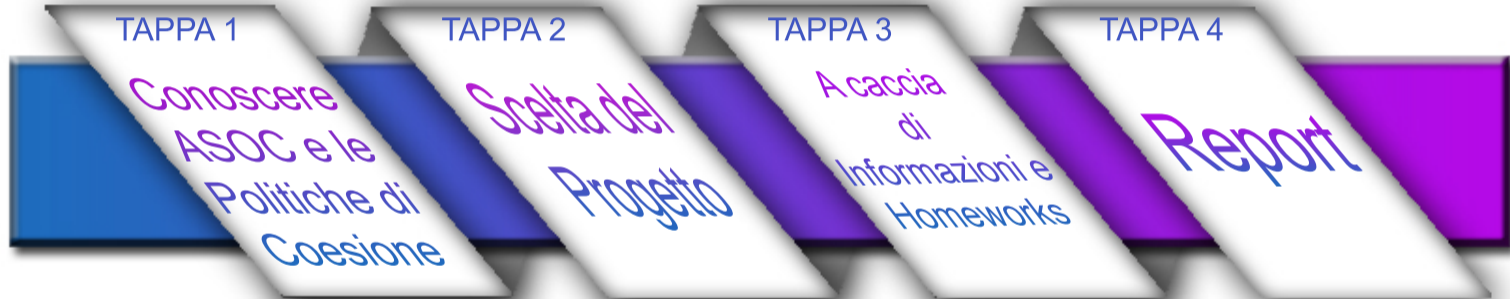 TAPPA 1
Conoscere
ASOC e le
Politiche di
Coesione
TAPPA 2
Scelta del
Progetto
TAPPA 3
A caccia
di
Informazioni e
Homeworks
TAPPA 4
Report